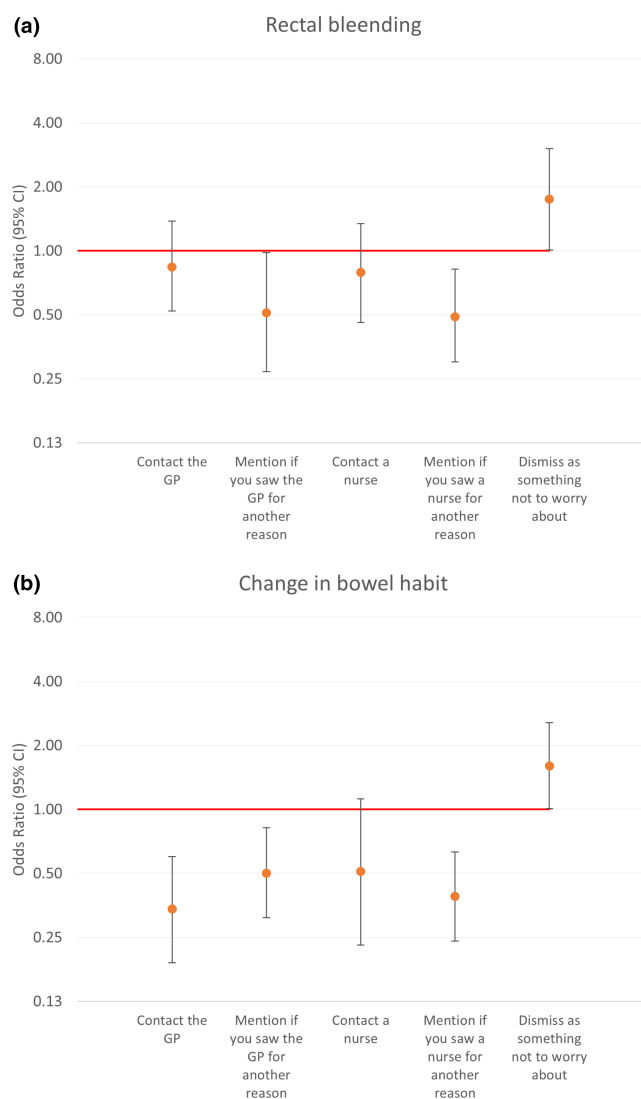 (a)
Rectal bleending
8.00
4.00
2.00
1.00
0.50
0.25
0.13
Odds Ratio (95% CI)
Contact the
GP
Mention if
you saw the
GP for
another
reason
Contact a
nurse
Mention if
you saw a
nurse for
another
reason
Dismiss as
something
not to worry
about
(b)
Change in bowel habit
8.00
4.00
2.00
1.00
0.50
0.25
0.13
Odds Ratio (95% CI)
Contact the
GP
Mention if
you saw the
GP for
another
reason
Contact a
nurse
Mention if
you saw a
nurse for
another
reason
Dismiss as
something
not to worry
about